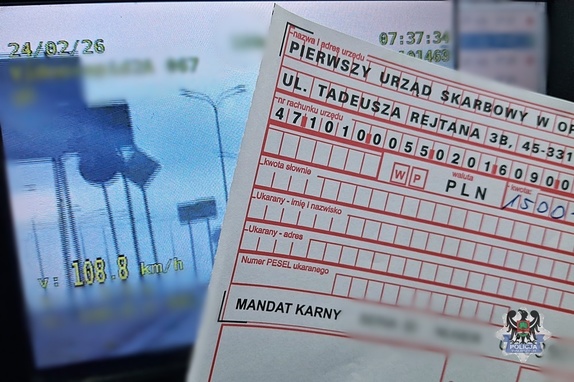 24/02/26
07:37:34
v: 108.8 km/h
nazwa i adres urzędu
PIERWSZY URZĄD SKARBOWY W OP
UL. TADEUSZA REJTANA 3B, 45-331
nr rachunku urzędu
47101000550201609000
W P
waluta
PLN
kwota:
1500,-
kwota słownie
Ukarany - imię i nazwisko
Ukarany - adres
Numer PESEL ukaranego
MANDAT KARNY
POLICJA